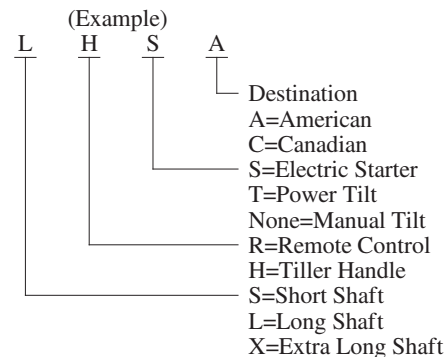 (Example)
L H S A
Destination
A=American
C=Canadian
S=Electric Starter
T=Power Tilt
None=Manual Tilt
R=Remote Control
H=Tiller Handle
S=Short Shaft
L=Long Shaft
X=Extra Long Shaft